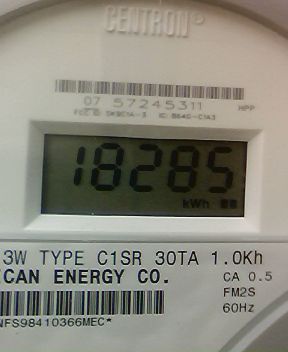 CENTRON
07 57245311 HPP
18285
kWh
3W TYPE C1SR 30TA 1.0Kh
CAN ENERGY CO.
CA 0.5
FM2S
60Hz
NFS98410366MEC*